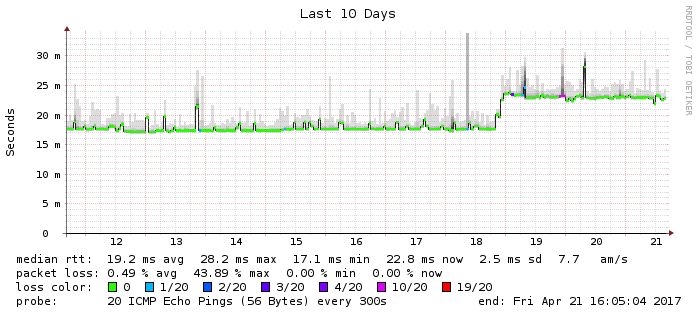 Last 10 Days
RRDTOOL / TOBI OETIKER
Seconds
30 m
25 m
20 m
15 m
10 m
5 m
0
12 13 14 15 16 17 18 19 20 21
median rtt: 19.2 ms avg 28.2 ms max 17.1 ms min 22.8 ms now 2.5 ms sd 7.7 am/s
packet loss: 0.49 % avg 43.89 % max 0.00 % min 0.00 % now
loss color: 0 1/20 2/20 3/20 4/20 10/20 19/20
probe: 20 ICMP Echo Pings (56 Bytes) every 300s end: Fri Apr 21 16:05:04 2017